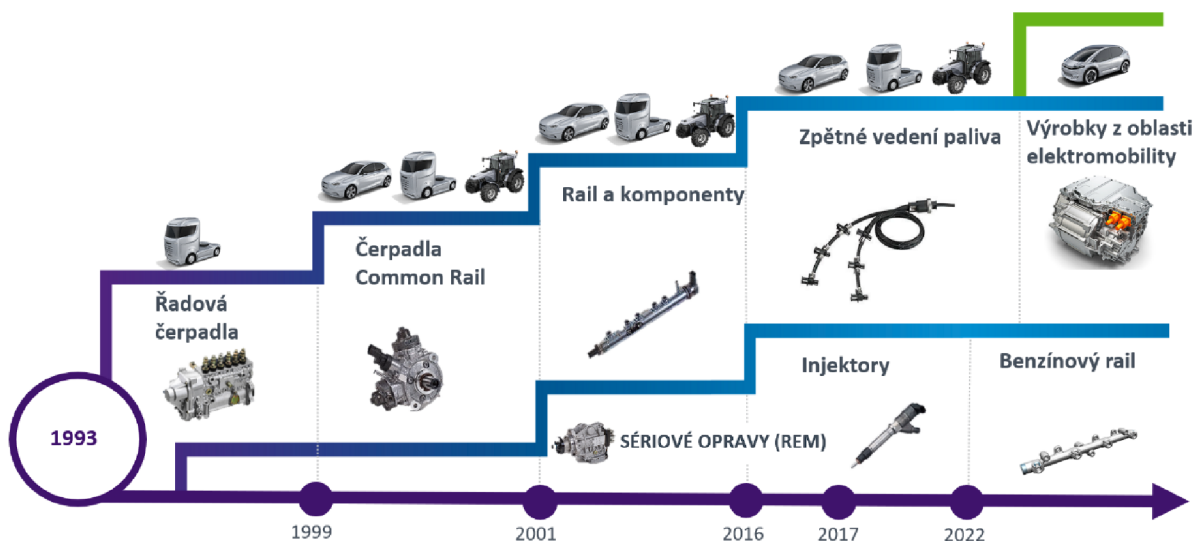 Zpětné vedení paliva
Výrobky z oblasti
elektromobility
Rail a komponenty
Čerpadla
Common Rail
Řadová
čerpadla
Injektory
Benzínový rail
1993
SÉRIOVÉ OPRAVY (REM)
1999
2001
2016
2017
2022